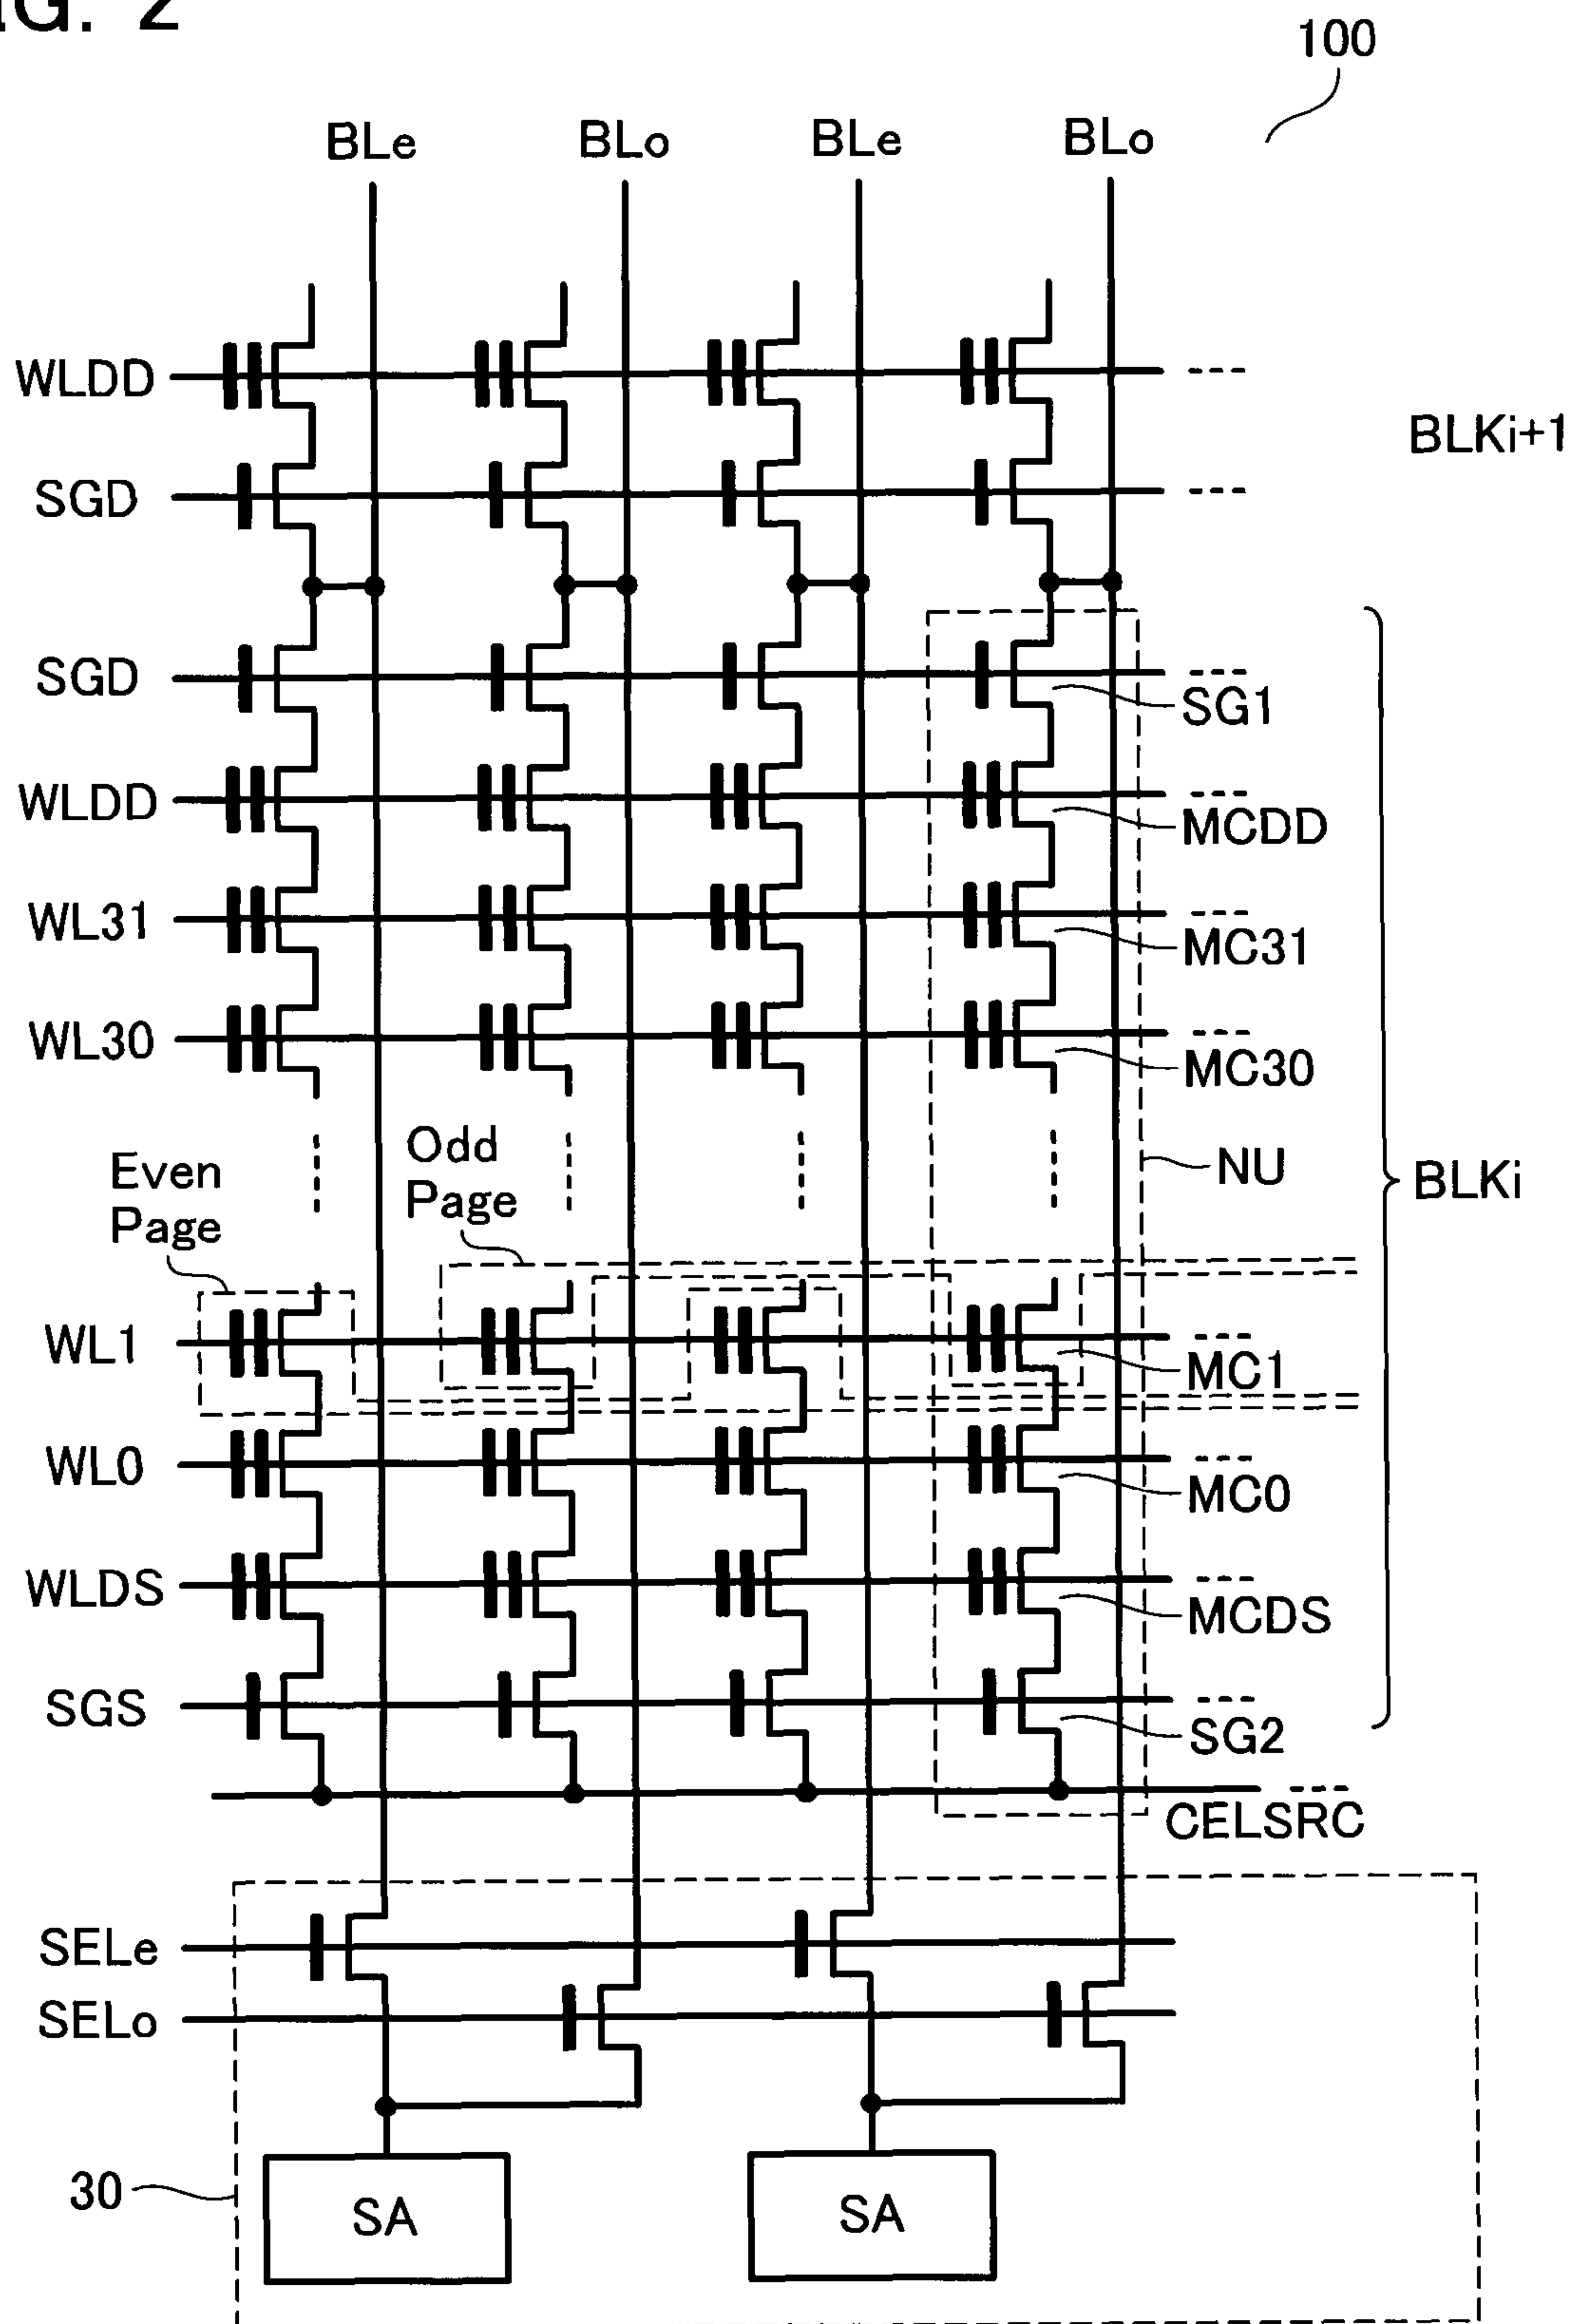 FIG. 2
100
BLe BLo BLe BLo
WLDD
BLKi+1
SGD
SGD
SG1
WLDD
MCDD
WL31
MC31
WL30
MC30
Even
Page
Odd
Page
NU
BLKi
WL1
MC1
WL0
MC0
WLDS
MCDS
SGS
SG2
CELSRC
SELe
SELo
30
SA SA